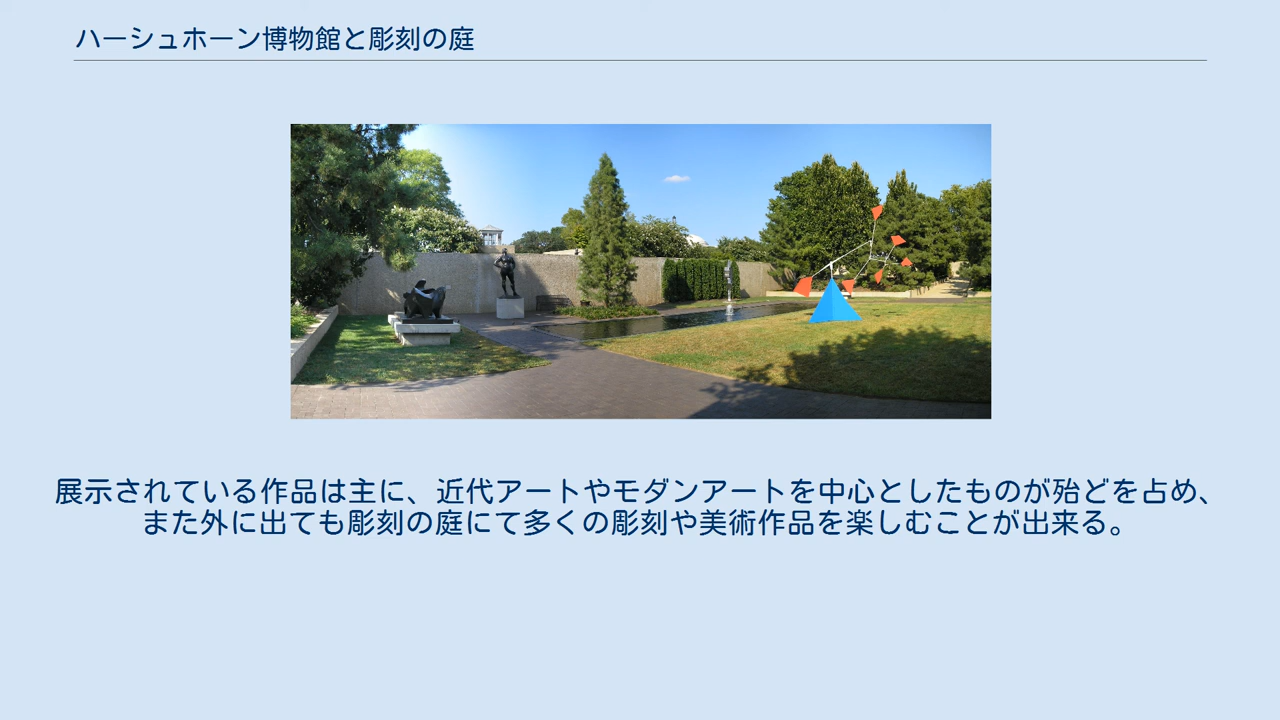 ハーシュホーン博物館と彫刻の庭
展示されている作品は主に、近代アートやモダンアートを中心としたものが殆どを占め、
また外に出ても彫刻の庭にて多くの彫刻や美術作品を楽しむことが出来る。